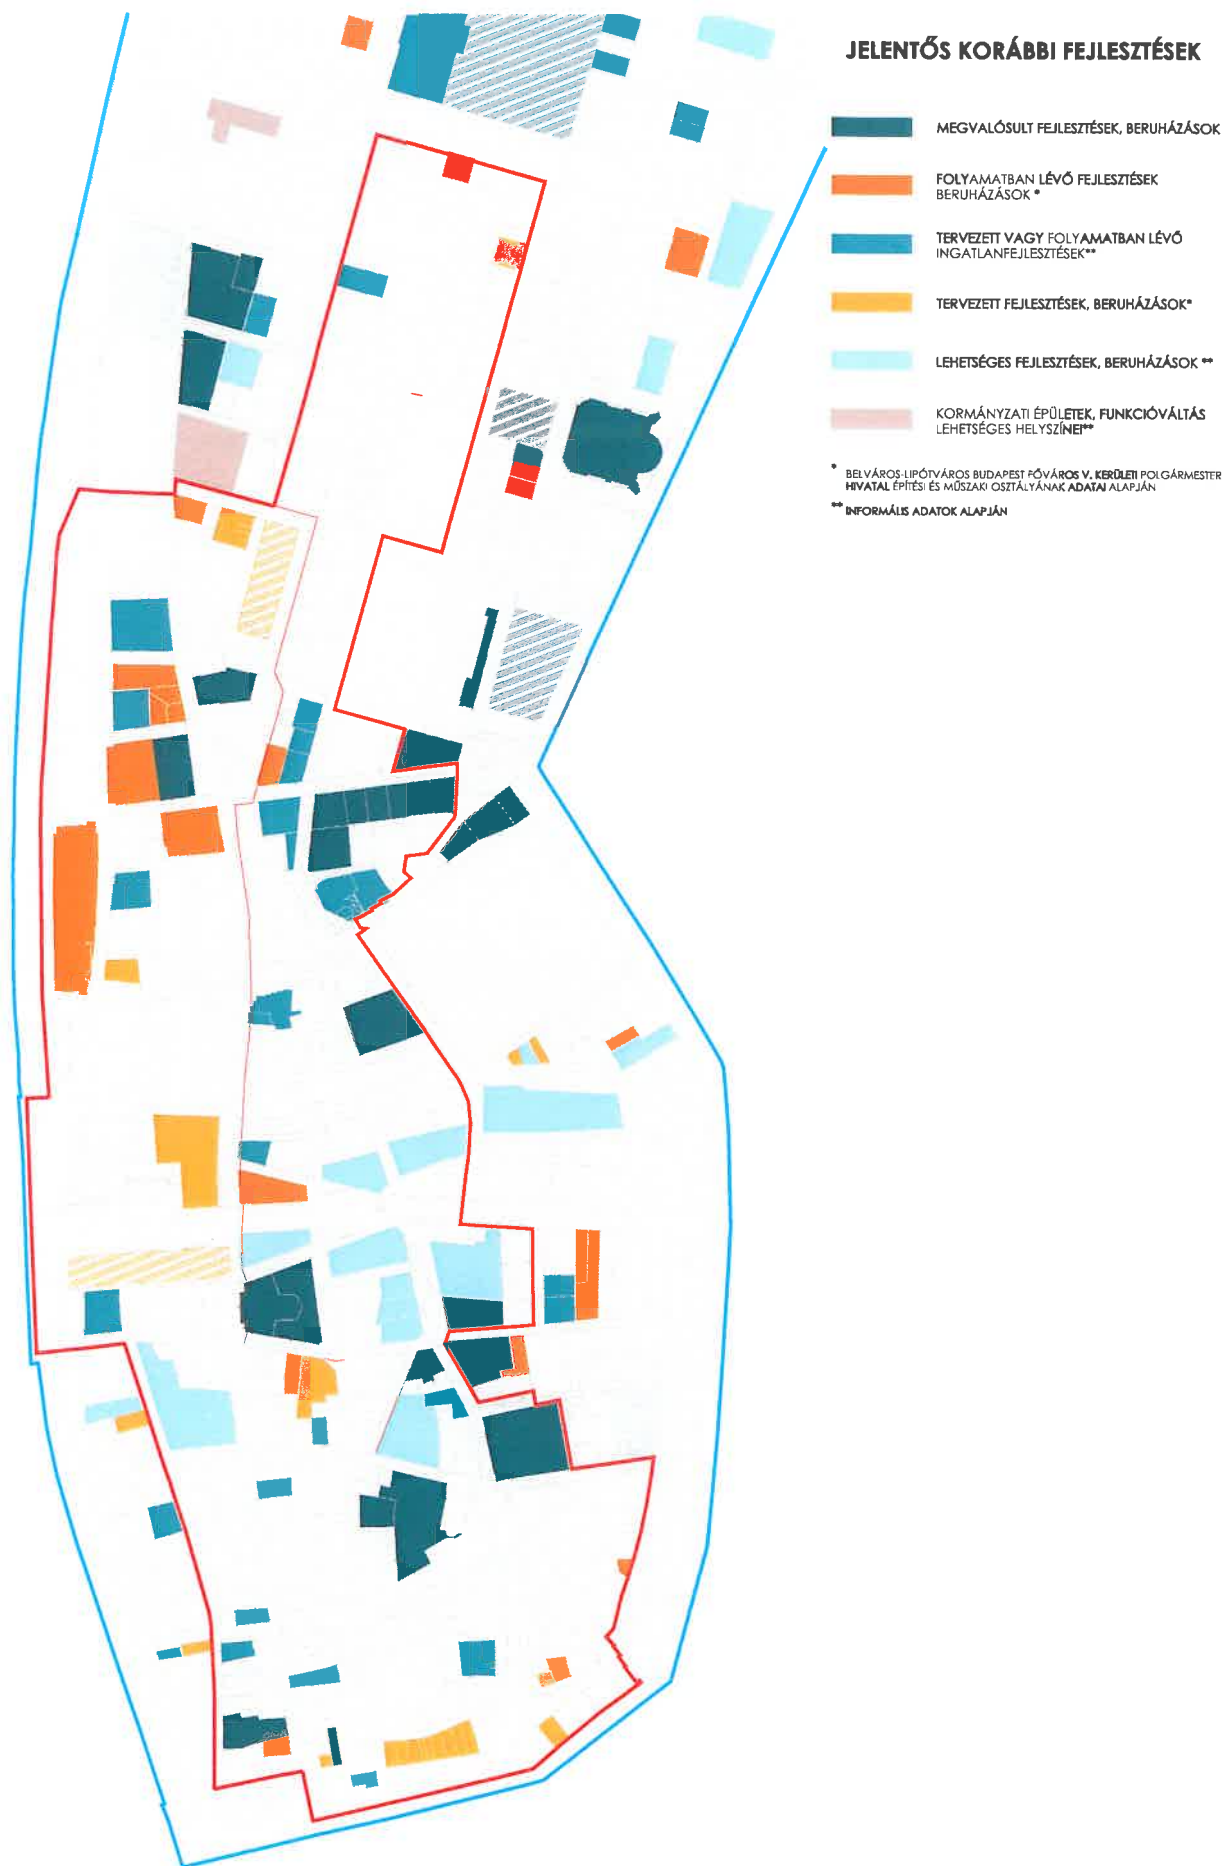 JELENTŐS KORÁBBI FEJLESZTÉSEK
MEGVALÓSULT FEJLESZTÉSEK, BERUHÁZÁSOK
FOLYAMATBAN LÉVŐ FEJLESZTÉSEK
BERUHÁZÁSOK *
TERVEZETT VAGY FOLYAMATBAN LÉVŐ
INGATLANFEJLESZTÉSEK**
TERVEZETT FEJLESZTÉSEK, BERUHÁZÁSOK*
LEHETSÉGES FEJLESZTÉSEK, BERUHÁZÁSOK **
KORMÁNYZATI ÉPÜLETEK, FUNKCIÓVÁLTÁS
LEHETSÉGES HELYSZÍNEI**
* BELVÁROS-LIPÓTVÁROS BUDAPEST FŐVÁROS V. KERÜLETI POLGÁRMESTER
HIVATAL ÉPÍTÉSI ÉS MŰSZAKI OSZTÁLYÁNAK ADATAI ALAPJÁN
** INFORMÁLIS ADATOK ALAPJÁN